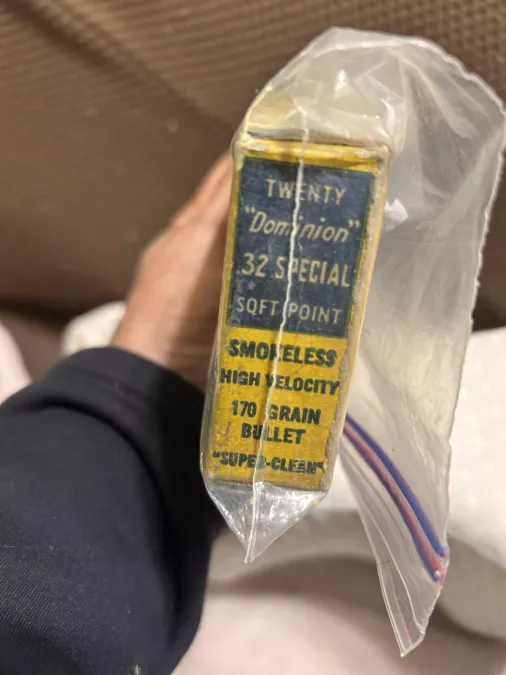 TWENTY
"Dominion"
.32 SPECIAL
SOFT POINT
SMOKELESS
HIGH VELOCITY
170 GRAIN
BULLET
"SUPER-CLEAN"